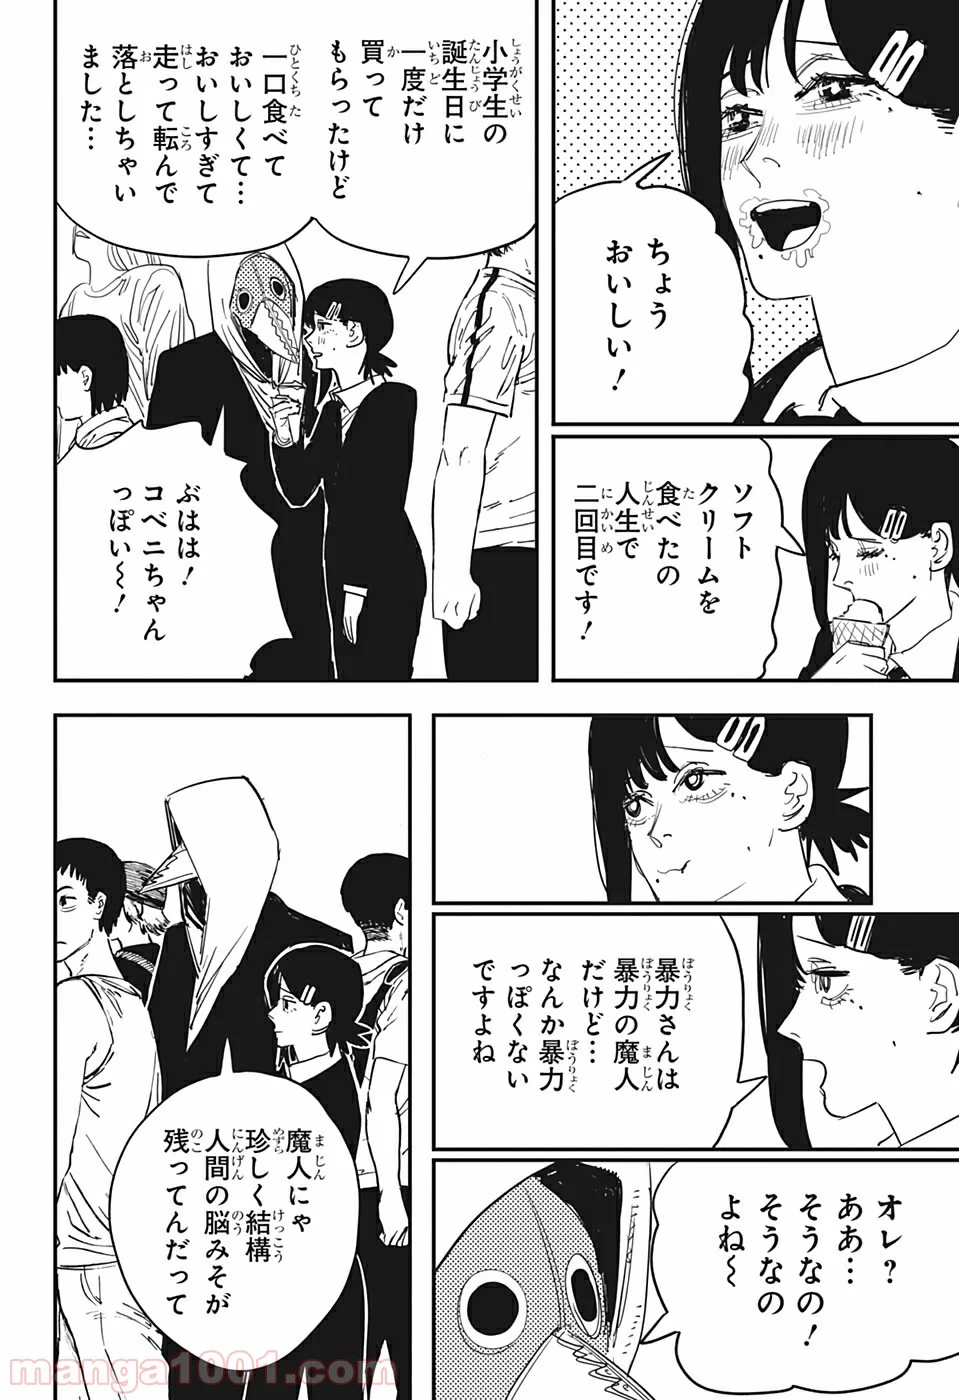 ちょう
おいしい！
ソフト
クリームを
食べたの
人生で
二回目です！
小学生の
誕生日に
一度だけ
買って
もらったけど
一口食べて
おいしくて…
おいしすぎて
走って転んで
落としちゃい
ました…
ぶはは！
コベニちゃん
っぽい〜！
暴力さんは
暴力の魔人
だけど…
なんか暴力
っぽくない
ですよね
オレ？
ああ…
そうなの！
そうなの
よね〜
魔人にゃ
珍しく結構
人間の脳みそが
残ってんだって
manga1001.com